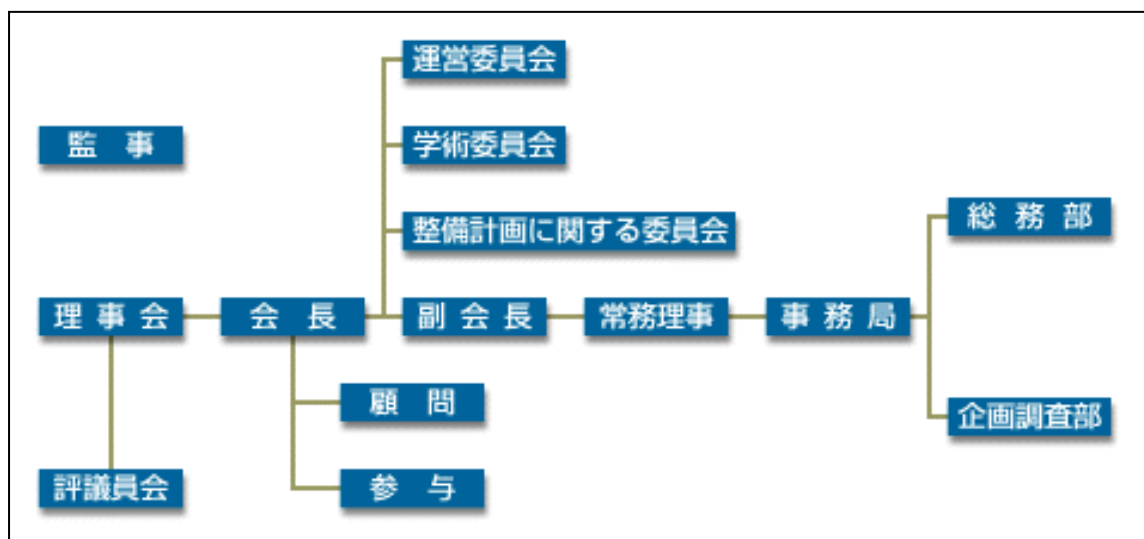 運営委員会
監　事
学術委員会
整備計画に関する委員会
総 務 部
理 事 会
会　長
副 会 長
常務理事
事 務 局
顧　問
企画調査部
評議員会
参　与